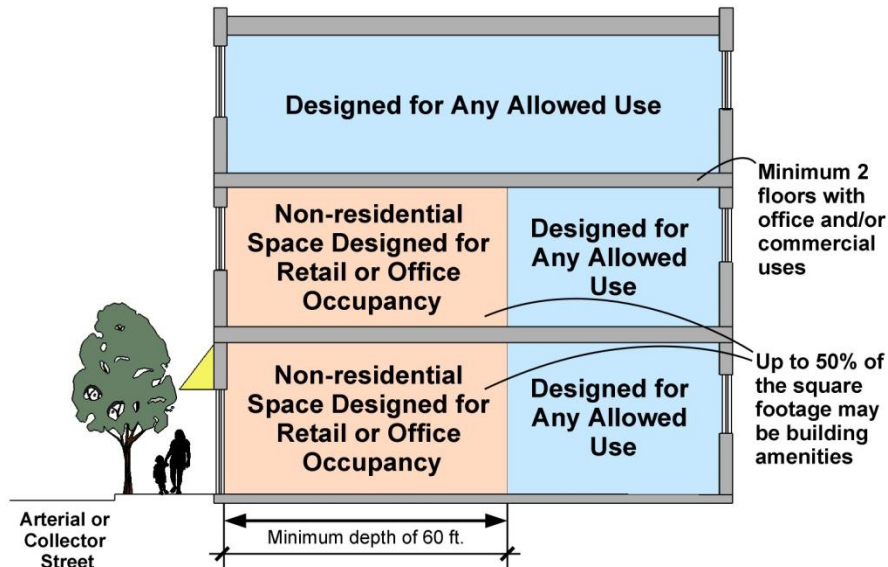 Designed for Any Allowed Use
Minimum 2
floors with
office and/or
commercial
uses
Non-residential
Space Designed for
Retail or Office
Occupancy
Designed for
Any Allowed
Use
Up to 50% of
the square
footage may
be building
amenities
Non-residential
Space Designed for
Retail or Office
Occupancy
Designed for
Any Allowed
Use
Arterial or
Collector
Street
Minimum depth of 60 ft.